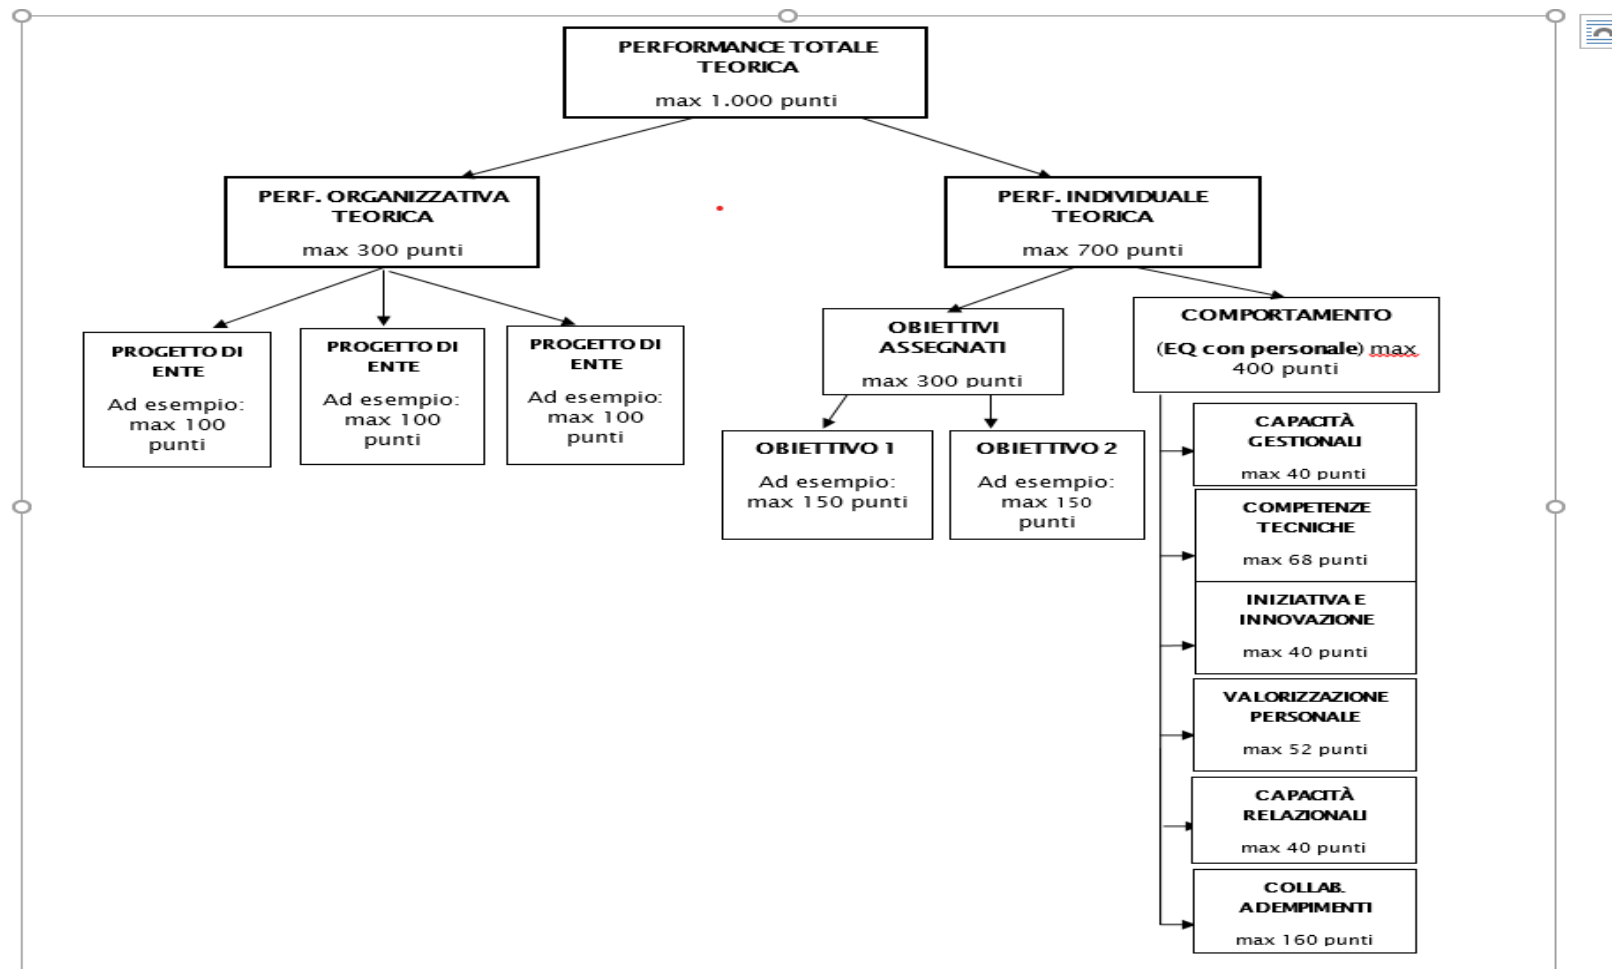 PERFORMANCE TOTALE
TEORICA
max 1.000 punti
PERF. ORGANIZZATIVA
TEORICA
max 300 punti
PERF. INDIVIDUALE
TEORICA
max 700 punti
PROGETTO DI
ENTE
Ad esempio:
max 100
punti
PROGETTO DI
ENTE
Ad esempio:
max 100
punti
PROGETTO DI
ENTE
Ad esempio:
max 100
punti
OBIETTIVI
ASSEGNATI
max 300 punti
COMPORTAMENTO
(EQ con personale) max
400 punti
OBIETTIVO 1
Ad esempio:
max 150 punti
OBIETTIVO 2
Ad esempio:
max 150
punti
CAPACITÀ
GESTIONALI
max 40 punti
COMPETENZE
TECNICHE
max 68 punti
INIZIATIVA E
INNOVAZIONE
max 40 punti
VALORIZZAZIONE
PERSONALE
max 52 punti
CAPACITÀ
RELAZIONALI
max 40 punti
COLLAB.
ADEMPIMENTI
max 160 punti